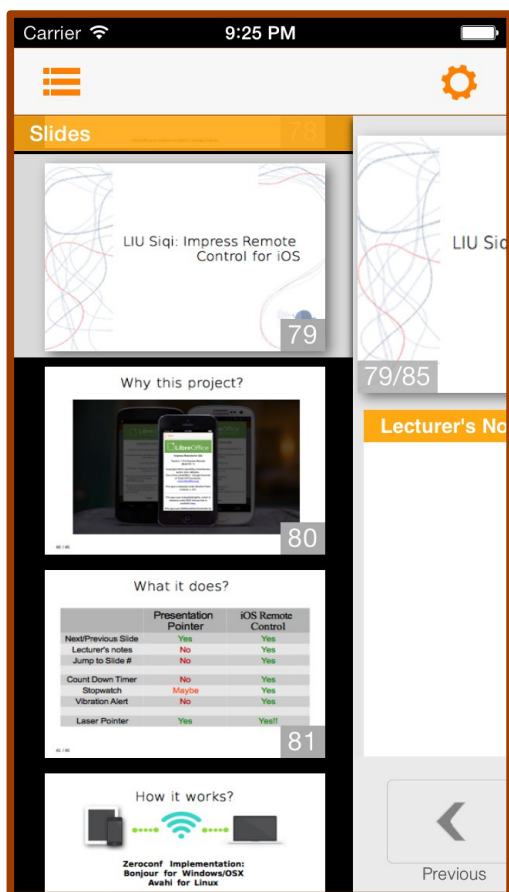 Carrier
9:25 PM
Slides
78
LIU Siqi: Impress Remote
Control for iOS
79
Why this project?
LibreOffice
80
What it does?
Presentation Pointer
iOS Remote Control
Next/Previous Slide Yes Yes
Lecturer's notes No Yes
Jump to Slide # No Yes
Count Down Timer No Yes
Stopwatch Maybe Yes
Vibration Alert No Yes
Laser Pointer Yes Yes!!
81
How it works?
Zeroconf Implementation:
Bonjour for Windows/OSX
Avahi for Linux
LIU Siq
79/85
Lecturer's No
Previous